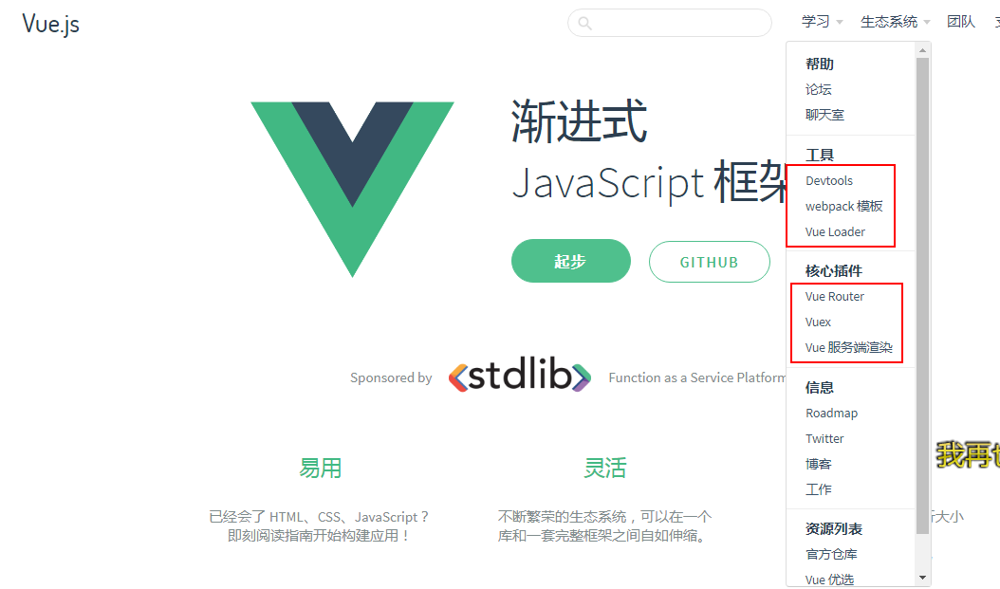 Vue.js
学习
生态系统
团队
帮助
论坛
聊天室
工具
Devtools
webpack 模板
Vue Loader
核心插件
Vue Router
Vuex
Vue 服务端渲染
信息
Roadmap
Twitter
博客
工作
资源列表
官方仓库
Vue 优选
渐进式
JavaScript 框架
起步
GITHUB
Sponsored by
<stdlib>
Function as a Service Platform
易用
已经会了 HTML、CSS、JavaScript？
即刻阅读指南开始构建应用！
灵活
不断繁荣的生态系统，可以在一个
库和一套完整框架之间自如伸缩。
大小
我再